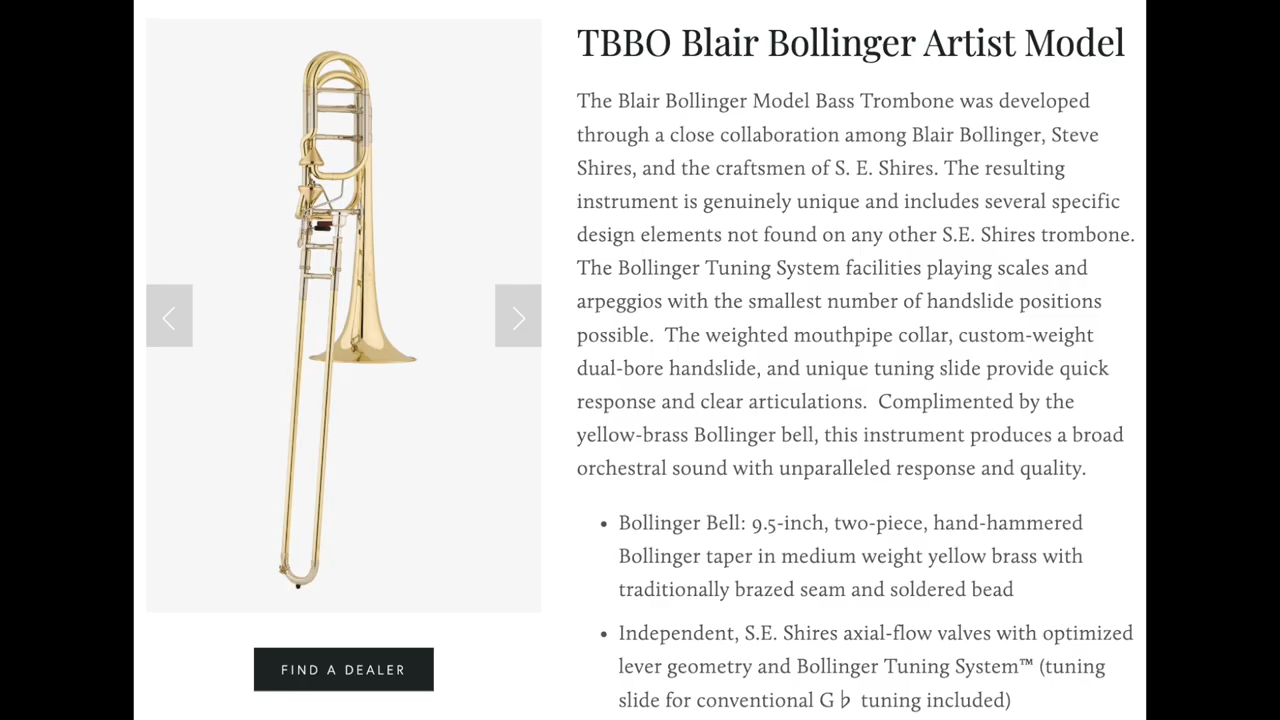 TBBO Blair Bollinger Artist Model
The Blair Bollinger Model Bass Trombone was developed
through a close collaboration among Blair Bollinger, Steve
Shires, and the craftsmen of S. E. Shires. The resulting
instrument is genuinely unique and includes several specific
design elements not found on any other S.E. Shires trombone.
The Bollinger Tuning System facilities playing scales and
arpeggios with the smallest number of handslide positions
possible.  The weighted mouthpipe collar, custom-weight
dual-bore handslide, and unique tuning slide provide quick
response and clear articulations.  Complimented by the
yellow-brass Bollinger bell, this instrument produces a broad
orchestral sound with unparalleled response and quality.
• Bollinger Bell: 9.5-inch, two-piece, hand-hammered
Bollinger taper in medium weight yellow brass with
traditionally brazed seam and soldered bead
• Independent, S.E. Shires axial-flow valves with optimized
lever geometry and Bollinger Tuning System™ (tuning
slide for conventional G♭ tuning included)
FIND A DEALER